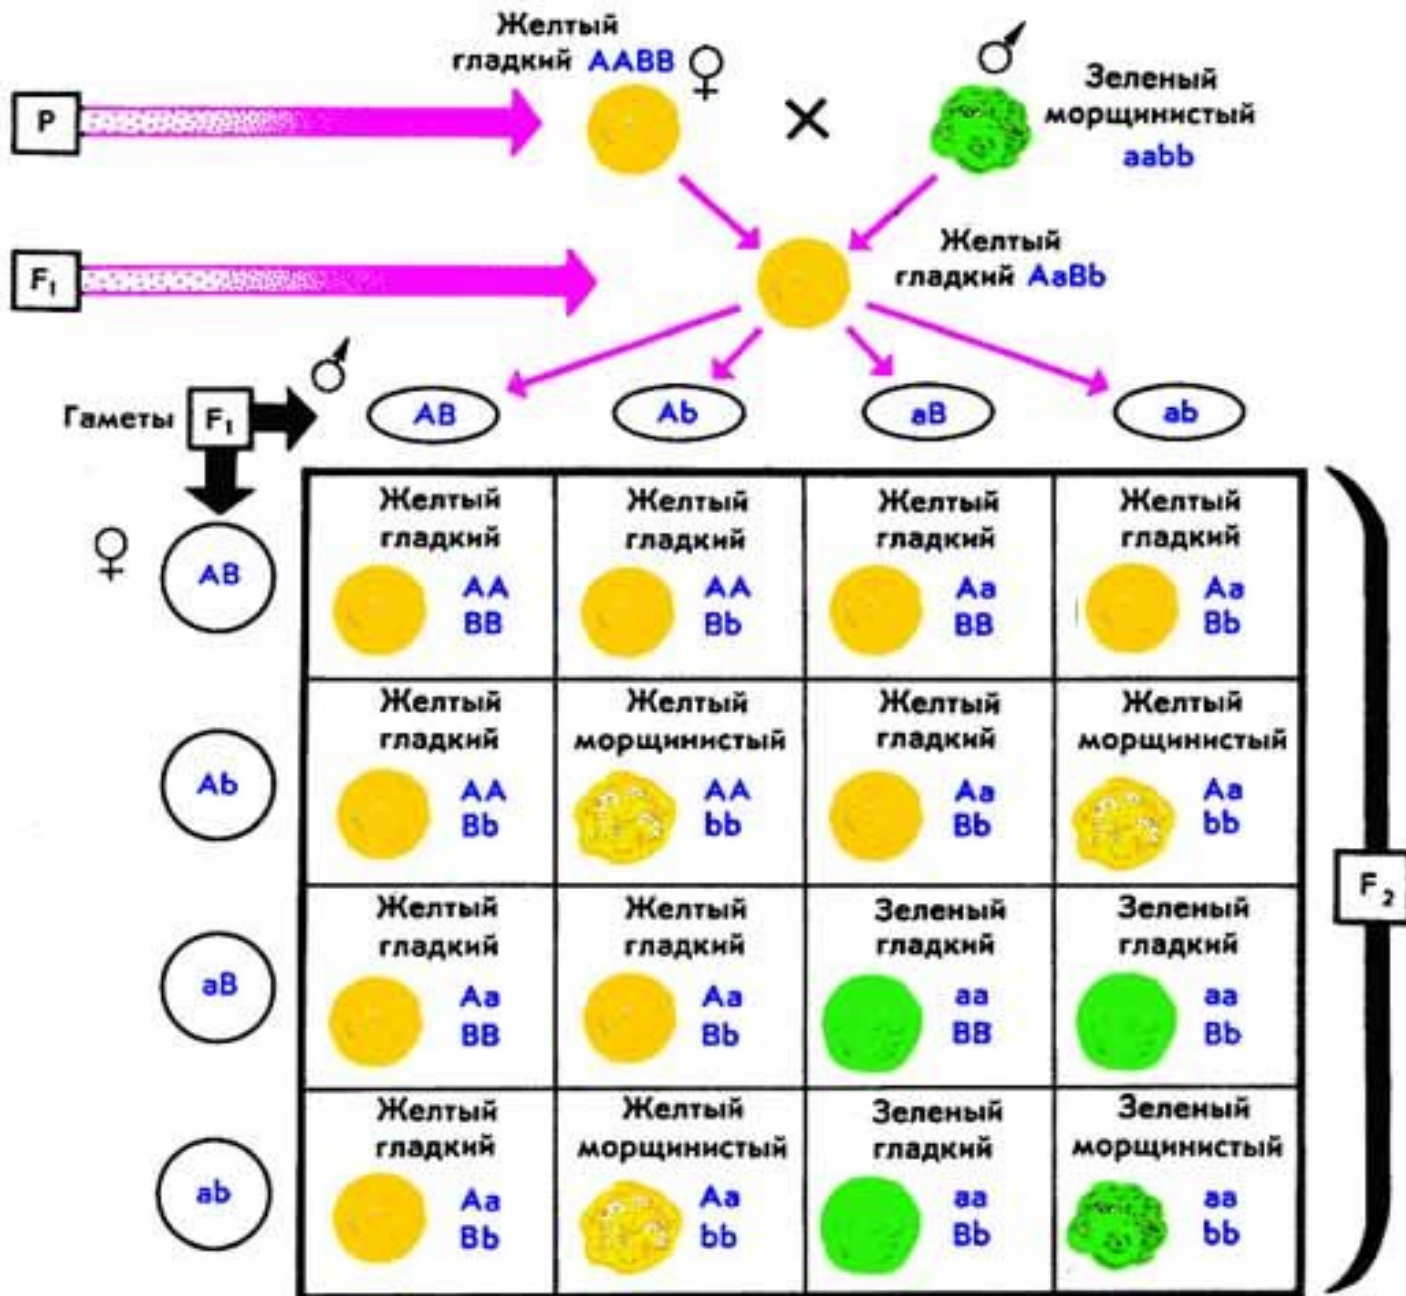 Желтый
гладкий AABB ♀
♂
Зеленый
морщинистый
aabb
P
×
F₁
Желтый
гладкий AaBb
♂
Гаметы F₁
AB Ab aB ab
♀
AB
Желтый гладкий AA BB
Желтый гладкий AA Bb
Желтый гладкий Aa BB
Желтый гладкий Aa Bb
Ab
Желтый гладкий AA Bb
Желтый морщинистый AA bb
Желтый гладкий Aa Bb
Желтый морщинистый Aa bb
aB
Желтый гладкий Aa BB
Желтый гладкий Aa Bb
Зеленый гладкий aa BB
Зеленый гладкий aa Bb
ab
Желтый гладкий Aa Bb
Желтый морщинистый Aa bb
Зеленый гладкий aa Bb
Зеленый морщинистый aa bb
F₂